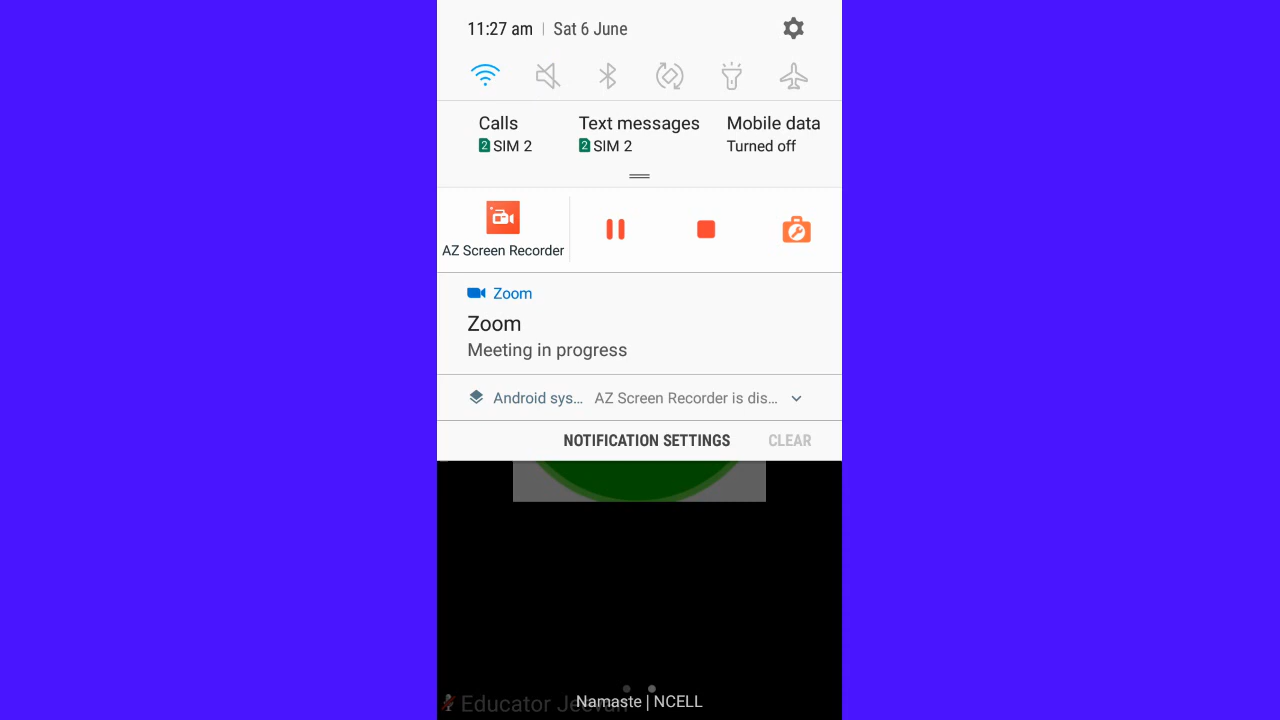 11:27 am | Sat 6 June
Calls
2 SIM 2
Text messages
2 SIM 2
Mobile data
Turned off
AZ Screen Recorder
Zoom
Zoom
Meeting in progress
Android sys... AZ Screen Recorder is dis...
NOTIFICATION SETTINGS CLEAR
Educator Jeevan
Namaste | NCELL